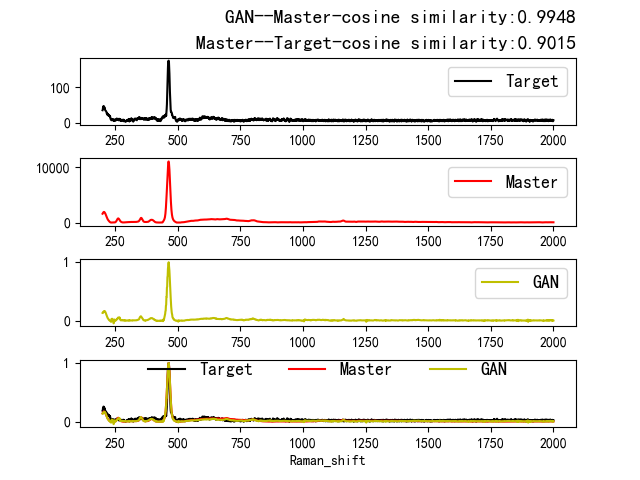 GAN--Master-cosine similarity:0.9948
Master--Target-cosine similarity:0.9015
Target
100
0
250 500 750 1000 1250 1500 1750 2000
Master
10000
0
250 500 750 1000 1250 1500 1750 2000
GAN
1
0
250 500 750 1000 1250 1500 1750 2000
Target Master GAN
1
0
250 500 750 1000 1250 1500 1750 2000
Raman_shift